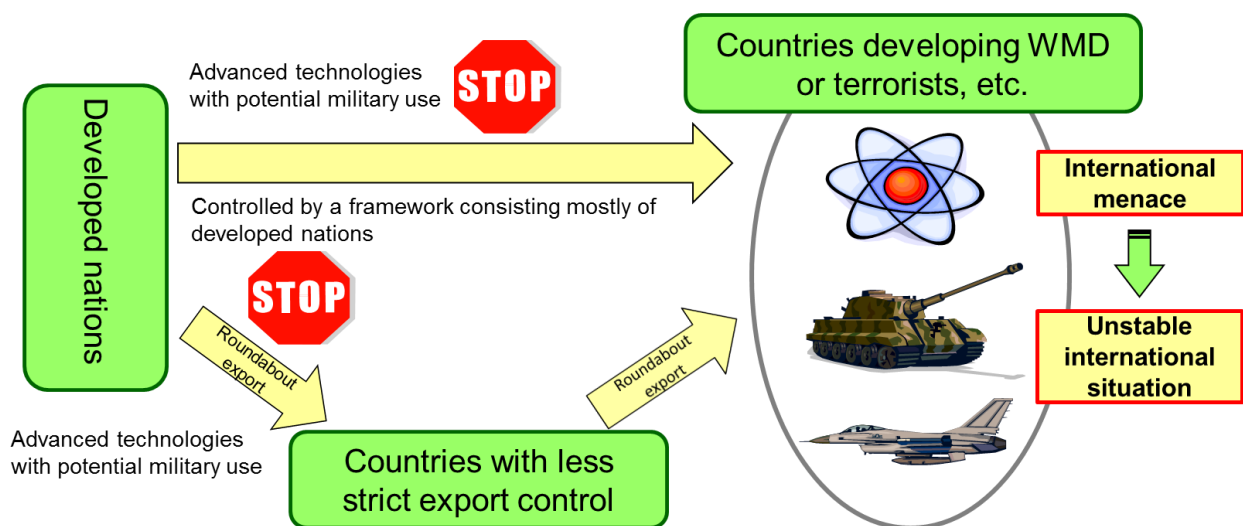 Developed nations
Advanced technologies
with potential military use
STOP
Controlled by a framework consisting mostly of
developed nations
STOP
Roundabout
export
Advanced technologies
with potential military use
Countries with less
strict export control
Roundabout
export
Countries developing WMD
or terrorists, etc.
International
menace
Unstable
international
situation